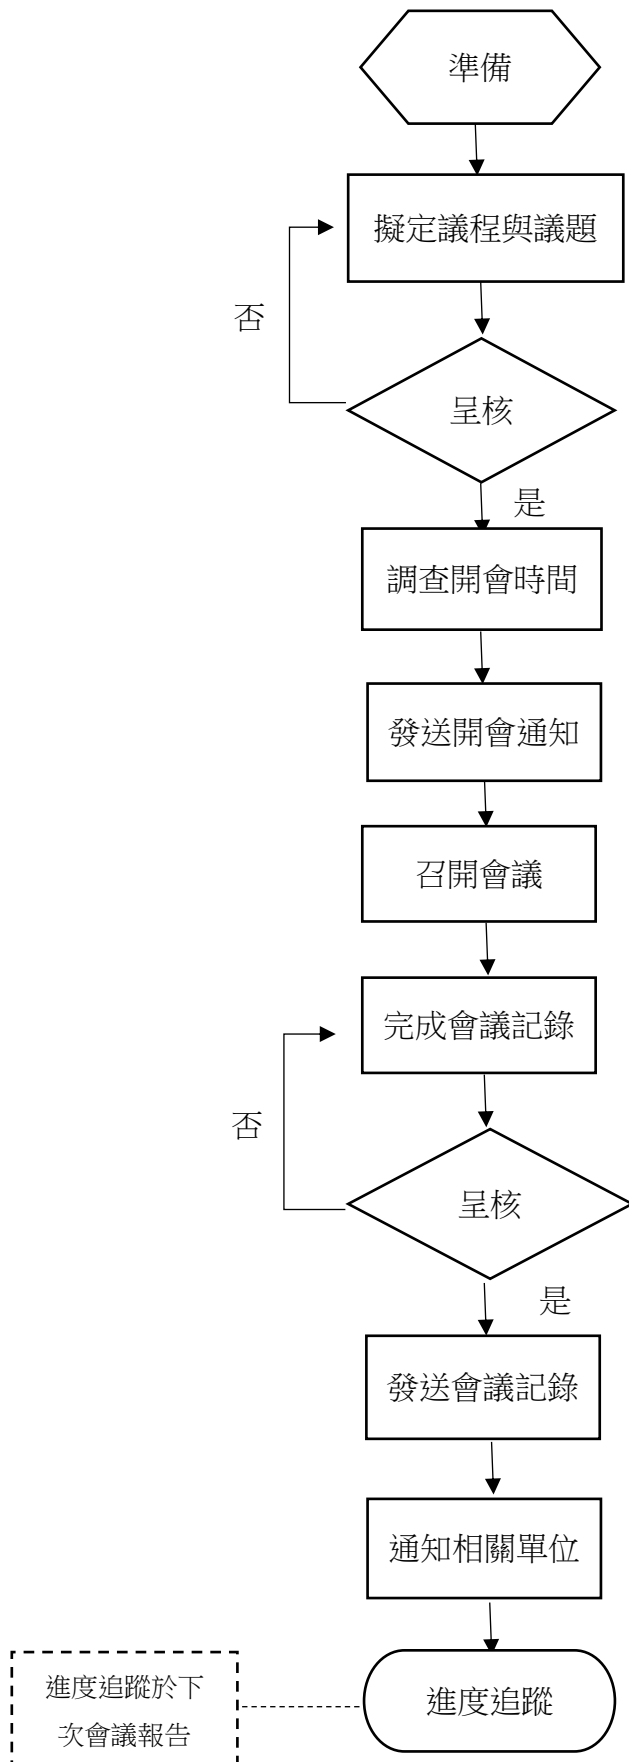 準備
擬定議程與議題
否
呈核
是
調查開會時間
發送開會通知
召開會議
完成會議記錄
否
呈核
是
發送會議記錄
通知相關單位
進度追蹤於下
次會議報告
進度追蹤